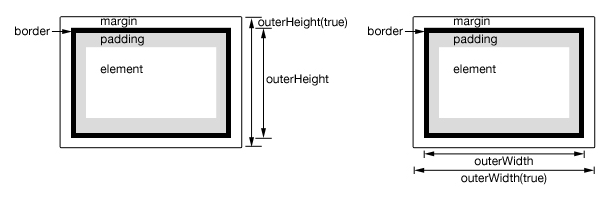 margin
outerHeight(true)
border
padding
element
outerHeight
margin
border
padding
element
outerWidth
outerWidth(true)